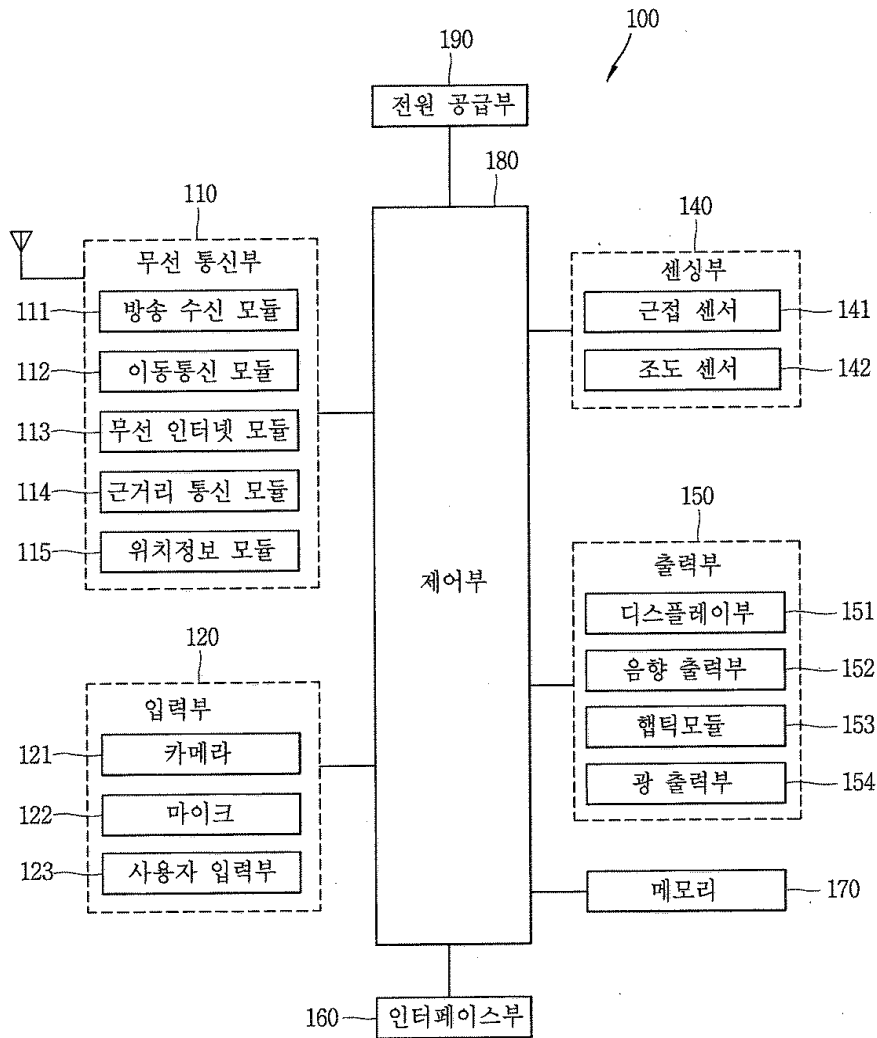 100
190
전원 공급부
180
110
무선 통신부
111 방송 수신 모듈
112 이동통신 모듈
113 무선 인터넷 모듈
114 근거리 통신 모듈
115 위치정보 모듈
120
입력부
121 카메라
122 마이크
123 사용자 입력부
제어부
140
센싱부
근접 센서 141
조도 센서 142
150
출력부
디스플레이부 151
음향 출력부 152
햅틱모듈 153
광 출력부 154
메모리 170
160 인터페이스부